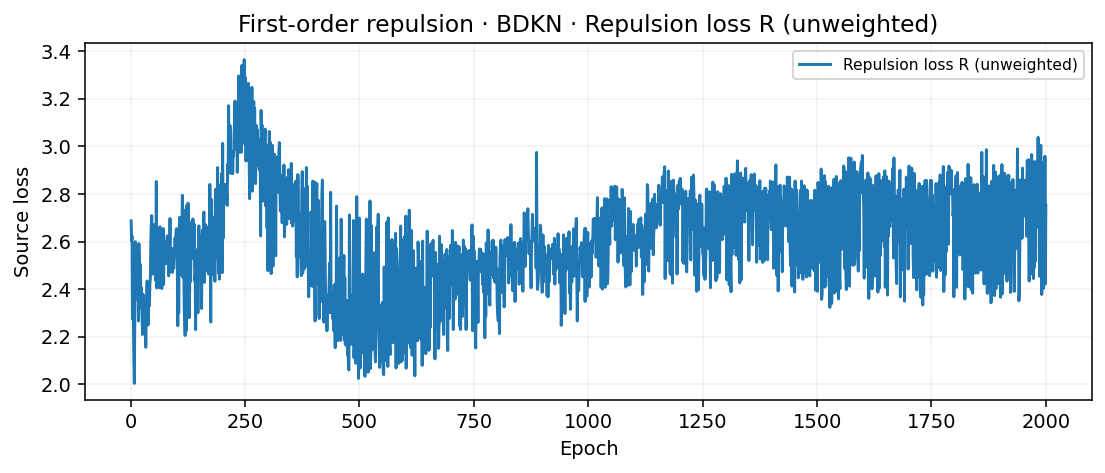 First-order repulsion · BDKN · Repulsion loss R (unweighted)
Repulsion loss R (unweighted)
Source loss
3.4
3.2
3.0
2.8
2.6
2.4
2.2
2.0
0 250 500 750 1000 1250 1500 1750 2000
Epoch